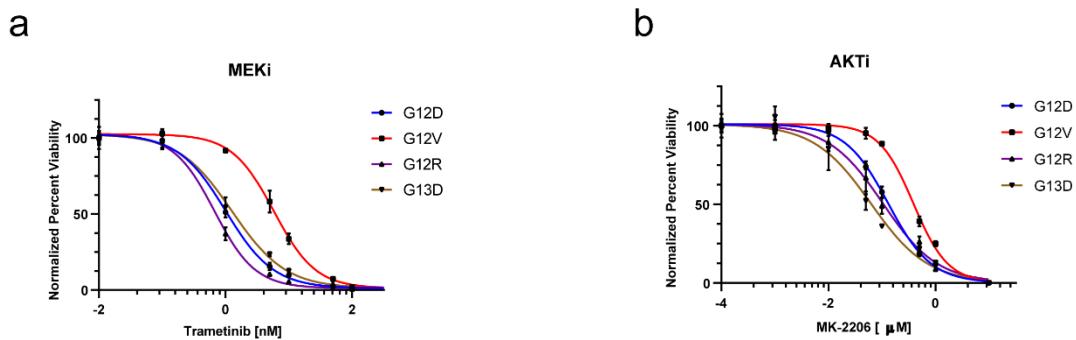 a
MEKi
Normalized Percent Viability
100
50
0
-2
0
2
Trametinib [nM]
G12D
G12V
G12R
G13D
b
AKTi
Normalized Percent Viability
100
50
0
-4
-2
0
MK-2206 [ μM]
G12D
G12V
G12R
G13D